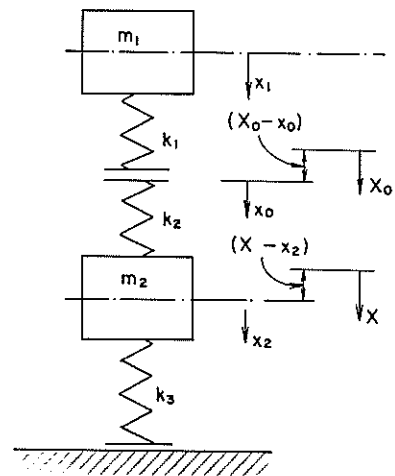 m₁
x₁
k₁
(X₀−x₀)
X₀
x₀
k₂
(X −x₂)
m₂
X
x₂
k₃